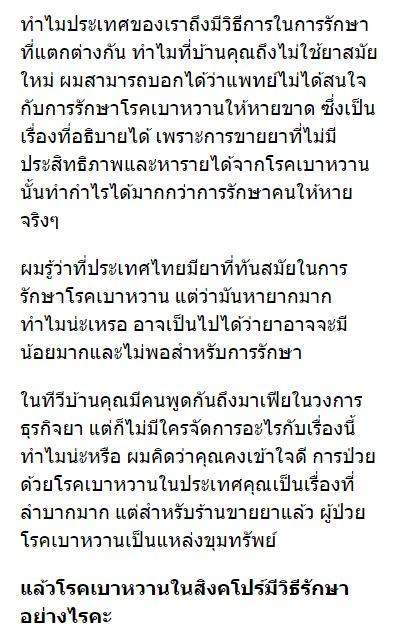 ทำไมประเทศของเราถึงมีวิธีการในการรักษา
ที่แตกต่างกัน ทำไมที่บ้านคุณถึงไม่ใช้ยาสมัย
ใหม่ ผมสามารถบอกได้ว่าแพทย์ไม่ได้สนใจ
กับการรักษาโรคเบาหวานให้หายขาด ซึ่งเป็น
เรื่องที่อธิบายได้ เพราะการขายยาที่ไม่มี
ประสิทธิภาพและหารายได้จากโรคเบาหวาน
นั้นทำกำไรได้มากกว่าการรักษาคนให้หาย
จริงๆ
ผมรู้ว่าที่ประเทศไทยมียาที่ทันสมัยในการ
รักษาโรคเบาหวาน แต่ว่ามันหายากมาก
ทำไมน่ะเหรอ อาจเป็นไปได้ว่ายาอาจจะมี
น้อยมากและไม่พอสำหรับการรักษา
ในทีวีบ้านคุณมีคนพูดกันถึงมาเฟียในวงการ
ธุรกิจยา แต่ก็ไม่มีใครจัดการอะไรกับเรื่องนี้
ทำไมน่ะหรือ ผมคิดว่าคุณคงเข้าใจดี การป่วย
ด้วยโรคเบาหวานในประเทศคุณเป็นเรื่องที่
ลำบากมาก แต่สำหรับร้านขายยาแล้ว ผู้ป่วย
โรคเบาหวานเป็นแหล่งขุมทรัพย์
แล้วโรคเบาหวานในสิงคโปร์มีวิธีรักษา
อย่างไรคะ